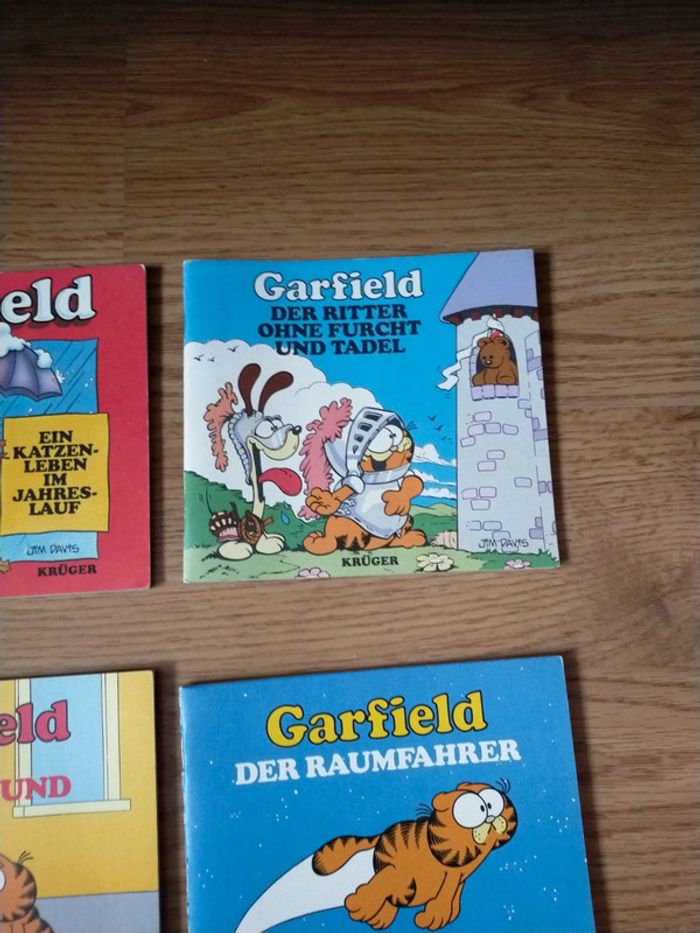 eld
EIN
KATZEN-
LEBEN
IM
JAHRES-
LAUF
JIM DAVIS
KRÜGER
Garfield
DER RITTER
OHNE FURCHT
UND TADEL
JIM DAVIS
KRÜGER
eld
UND
Garfield
DER RAUMFAHRER